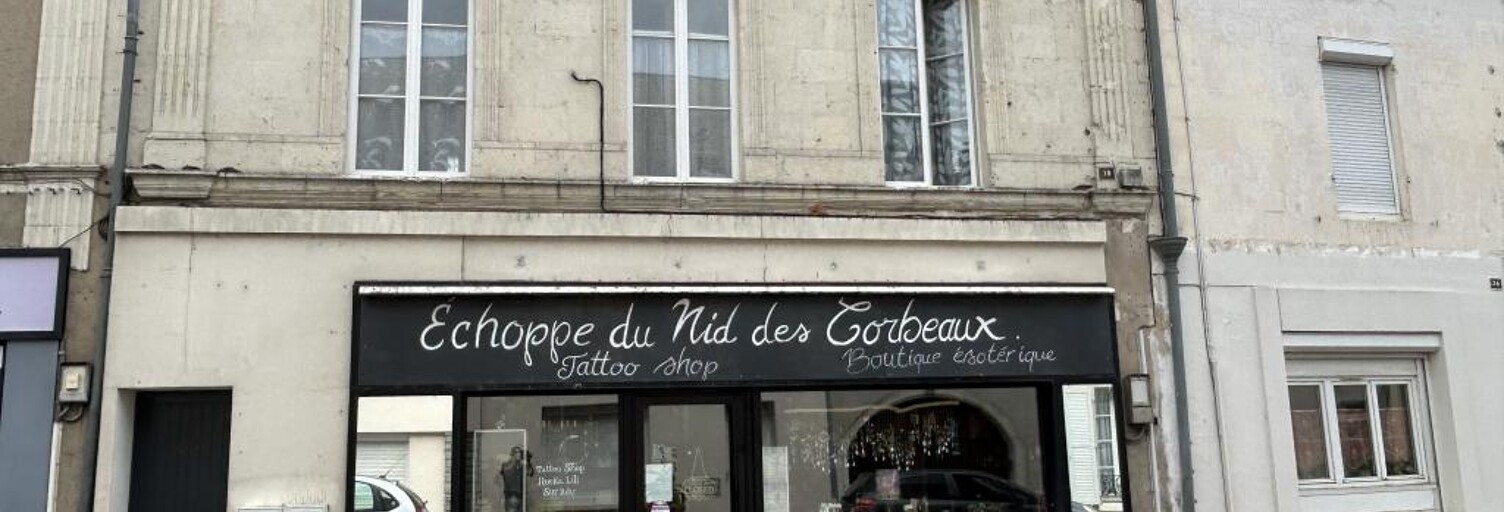 Échoppe du Nid des Corbeaux.
Tattoo shop
Boutique ésotérique
Tattoo Shop